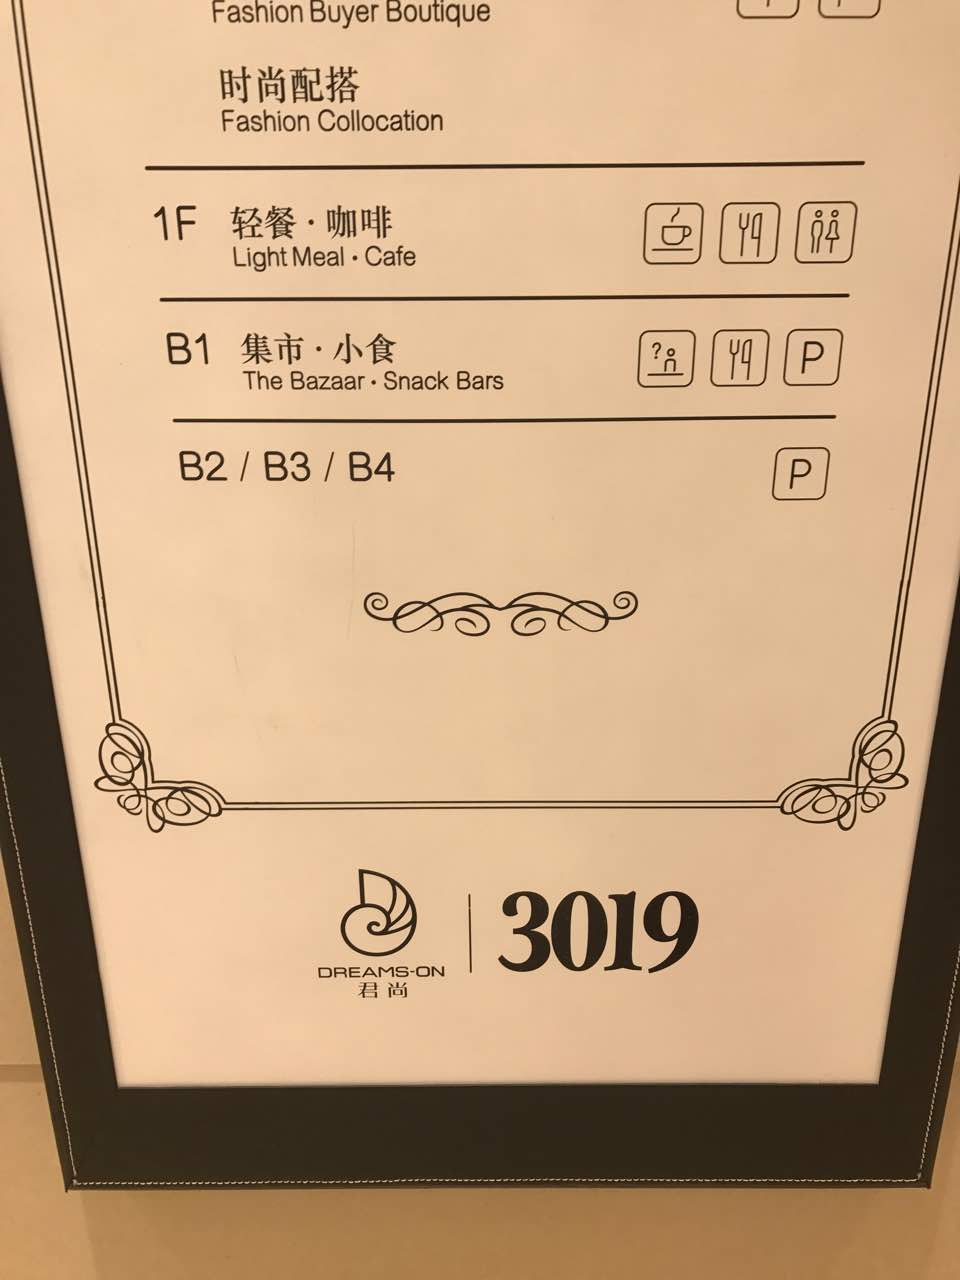 Fashion Buyer Boutique
时尚配搭
Fashion Collocation
1F 轻餐·咖啡
Light Meal·Cafe
B1 集市·小食
The Bazaar·Snack Bars
?
P
B2 / B3 / B4
P
DREAMS-ON
君尚
3019